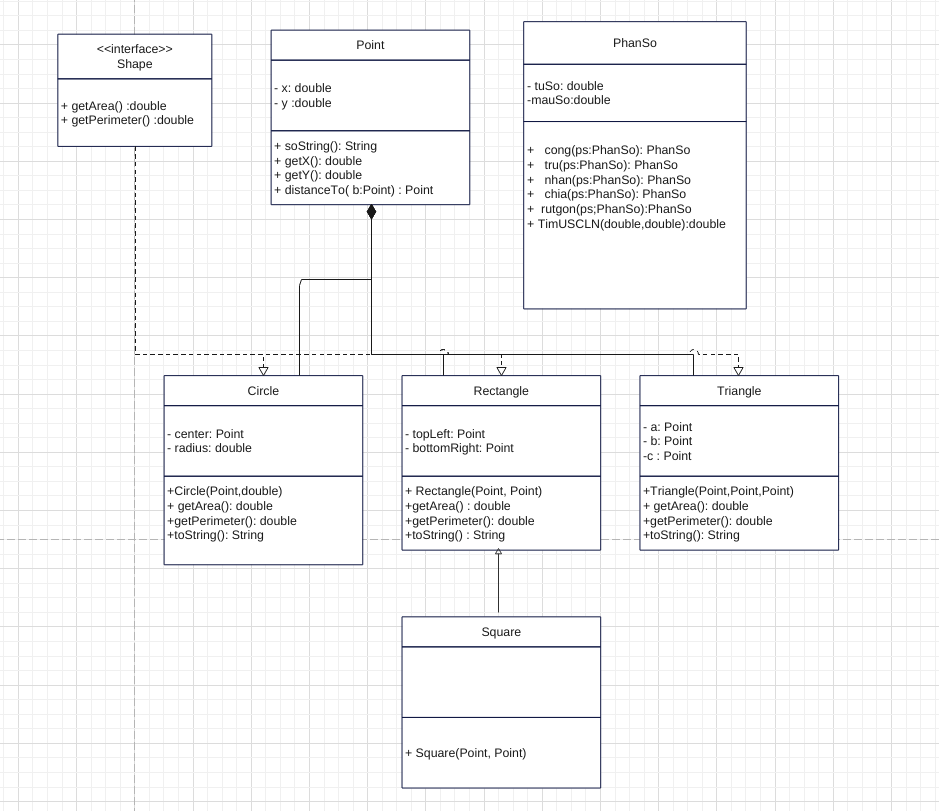 <<interface>>
Shape
+ getArea() :double
+ getPerimeter() :double
Point
- x: double
- y :double
+ soString(): String
+ getX(): double
+ getY(): double
+ distanceTo( b:Point) : Point
PhanSo
- tuSo: double
-mauSo:double
+ cong(ps:PhanSo): PhanSo
+ tru(ps:PhanSo): PhanSo
+ nhan(ps:PhanSo): PhanSo
+ chia(ps:PhanSo): PhanSo
+ rutgon(ps;PhanSo):PhanSo
+ TimUSCLN(double,double):double
Circle
- center: Point
- radius: double
+Circle(Point,double)
+ getArea(): double
+getPerimeter(): double
+toString(): String
Rectangle
- topLeft: Point
- bottomRight: Point
+ Rectangle(Point, Point)
+getArea() : double
+getPerimeter(): double
+toString() : String
Triangle
- a: Point
- b: Point
-c : Point
+Triangle(Point,Point,Point)
+ getArea(): double
+getPerimeter(): double
+toString(): String
Square
+ Square(Point, Point)